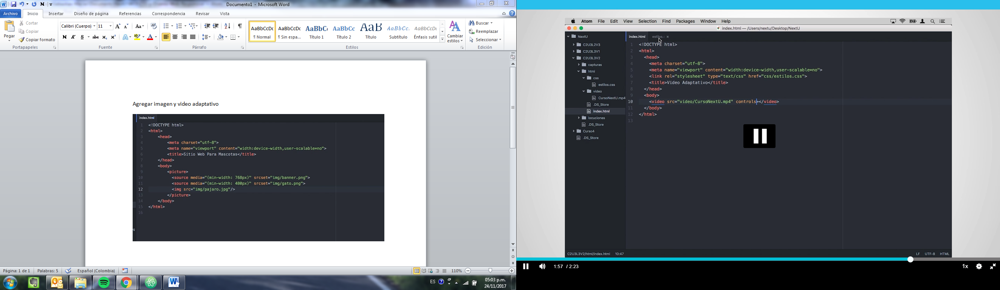 Documento1 - Microsoft Word
Archivo Inicio Insertar Diseño de página Referencias Correspondencia Revisar Vista
Pegar
Cortar
Copiar
Copiar formato
Portapapeles
Calibri (Cuerpo) 11
Fuente
Párrafo
AaBbCcDc AaBbCcDc AaBbC AaBbCc AaB AaBbCc. AaBbCcDt
¶ Normal ¶ Sin espa... Título 1 Título 2 Título Subtítulo Énfasis sutil
Cambiar estilos
Estilos
Buscar
Reemplazar
Seleccionar
Edición
Agregar imagen y video adaptativo
index.html
1 <!DOCTYPE html>
2 <html>
3 <head>
4 <meta charset="utf-8">
5 <meta name="viewport" content="width:device-width,user-scalable=no">
6 <title>Sitio Web Para Mascotas</title>
7 </head>
8 <body>
9 <picture>
10 <source media="(min-width: 768px)" srcset="img/banner.png">
11 <source media="(min-width: 480px)" srcset="img/gato.png">
12 <img src="img/pajaro.jpg"/>
13 </picture>
14 </body>
15 </html>
16
Página: 1 de 1 Palabras: 5 Español (Colombia) 110%
ES 05:03 p.m.
24/11/2017
Atom File Edit View Selection Find Packages Window Help
index.html — /Users/nextu/Desktop/NextU
NextU
C2U3L2V3
C2U3L3V1
C2U3L3V2
capturas
html
css
estilos.css
video
CursoNextU.mp4
.DS_Store
index.html
locuciones
.DS_Store
Curso4
.DS_Store
index.html estilos.c
1 <!DOCTYPE html>
2 <html>
3 <head>
4 <meta charset="utf-8">
5 <meta name="viewport" content="width:device-width,user-scalable=no">
6 <link rel="stylesheet" type="text/css" href="css/estilos.css">
7 <title>Video Adaptativo</title>
8 </head>
9 <body>
10 <video src="video/CursoNextU.mp4" controls></video>
11 </body>
12 </html>
13
C2U3L3V2/html/index.html 10:47 LF UTF-8 HTML
1:57 / 2:23 1x